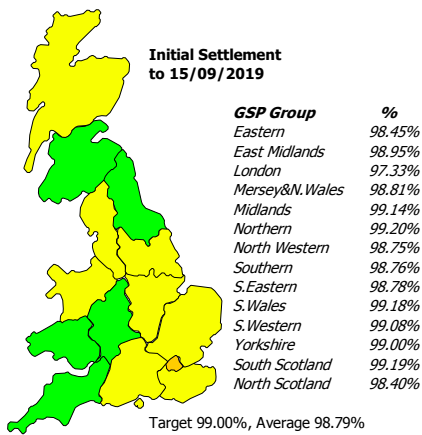 Initial Settlement
to 15/09/2019
GSP Group %
Eastern 98.45%
East Midlands 98.95%
London 97.33%
Mersey&N.Wales 98.81%
Midlands 99.14%
Northern 99.20%
North Western 98.75%
Southern 98.76%
S.Eastern 98.78%
S.Wales 99.18%
S.Western 99.08%
Yorkshire 99.00%
South Scotland 99.19%
North Scotland 98.40%
Target 99.00%, Average 98.79%